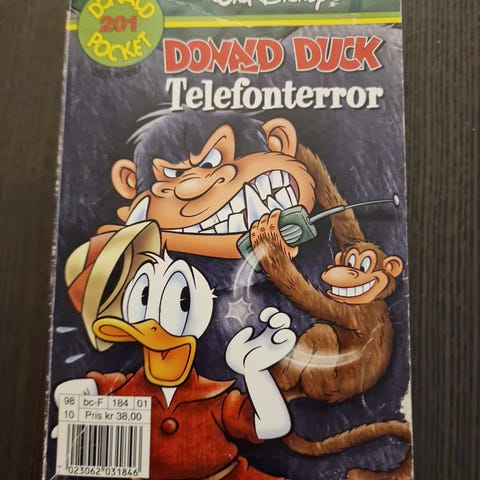 Walt Disney's
DONALD
201
POCKET
DONALD DUCK
Telefonterror
98 bc-F 184 01
10 Pris kr 38,00
023062 031846